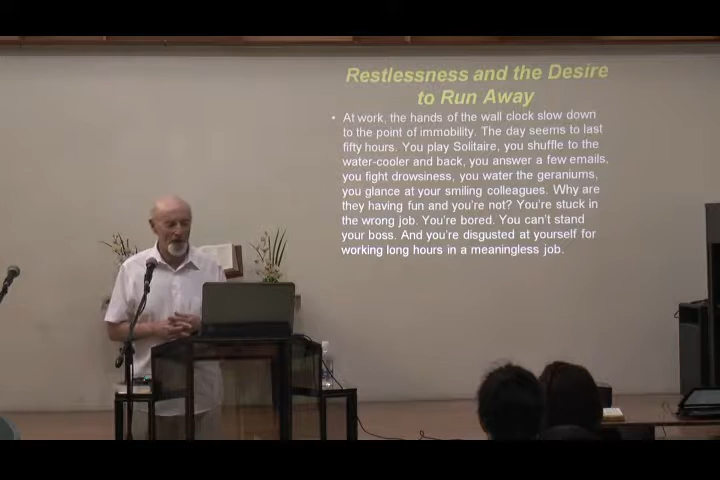 Restlessness and the Desire
to Run Away
• At work, the hands of the wall clock slow down
to the point of immobility. The day seems to last
fifty hours. You play Solitaire, you shuffle to the
water-cooler and back, you answer a few emails,
you fight drowsiness, you water the geraniums,
you glance at your smiling colleagues. Why are
they having fun and you're not? You're stuck in
the wrong job. You're bored. You can't stand
your boss. And you're disgusted at yourself for
working long hours in a meaningless job.